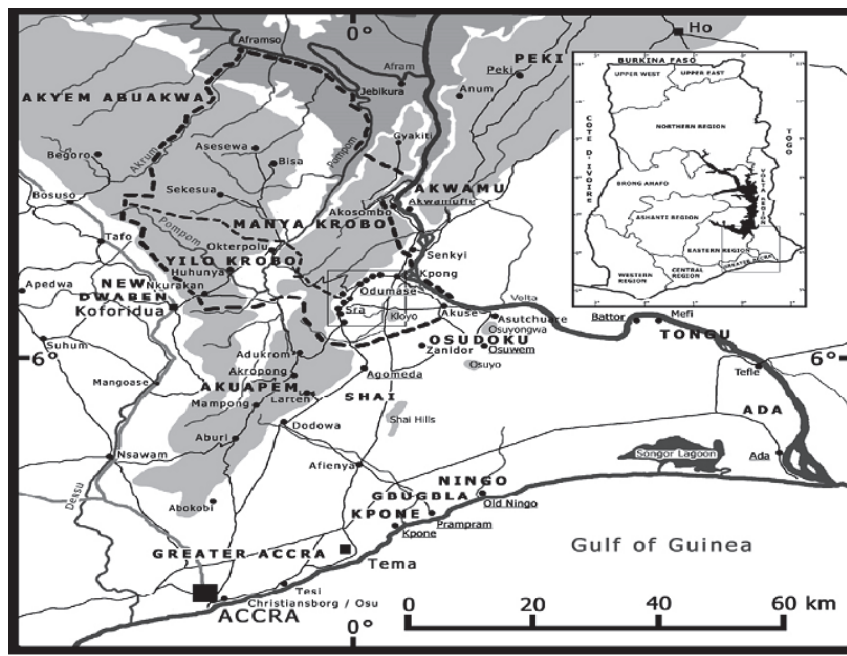 0°
Ho
Aframso
Afram
PEKI
Peki
BURKINA FASO
UPPER WEST
UPPER EAST
AKYEM ABUAKWA
Jebikura
Anum
COTE D'IVOIRE
TOGO
NORTHERN REGION
Akrum
Asesewa
Pompom
Gyakiti
Begoro
Bisa
BRONG AHAFO
VOLTA REGION
Sekesua
AKWAMU
Akwamufie
Bosuso
Akosombo
ASHANTI REGION
MANYA KROBO
Pompom
Okterpolu
Senkyi
EASTERN REGION
Tafo
YILO KROBO
Huhunya
Kpong
WESTERN REGION
CENTRAL REGION
GREATER ACCRA
Apedwa
NEW DWABEN
Nkurakan
Odumase
Volta
Koforidua
Sra
Kloyo
Akuse
Asutchuare
Battor
Mefi
Osuyongwa
TONGU
Suhum
OSUDOKU
Zanidor
Osuwem
6°
Adukrom
6°
Akropong
Agomeda
Osuyo
Tefle
Mangoase
AKUAPEM
Larteh
SHAI
Mampong
ADA
Aburi
Dodowa
Shai Hills
Nsawam
Afienya
Songor Lagoon
Ada
Densu
NINGO
GBUGBLA
Old Ningo
Abokobi
KPONE
Prampram
Kpone
GREATER ACCRA
Tema
Gulf of Guinea
Tesi
Christiansborg / Osu
ACCRA
0°
0
20
40
60 km